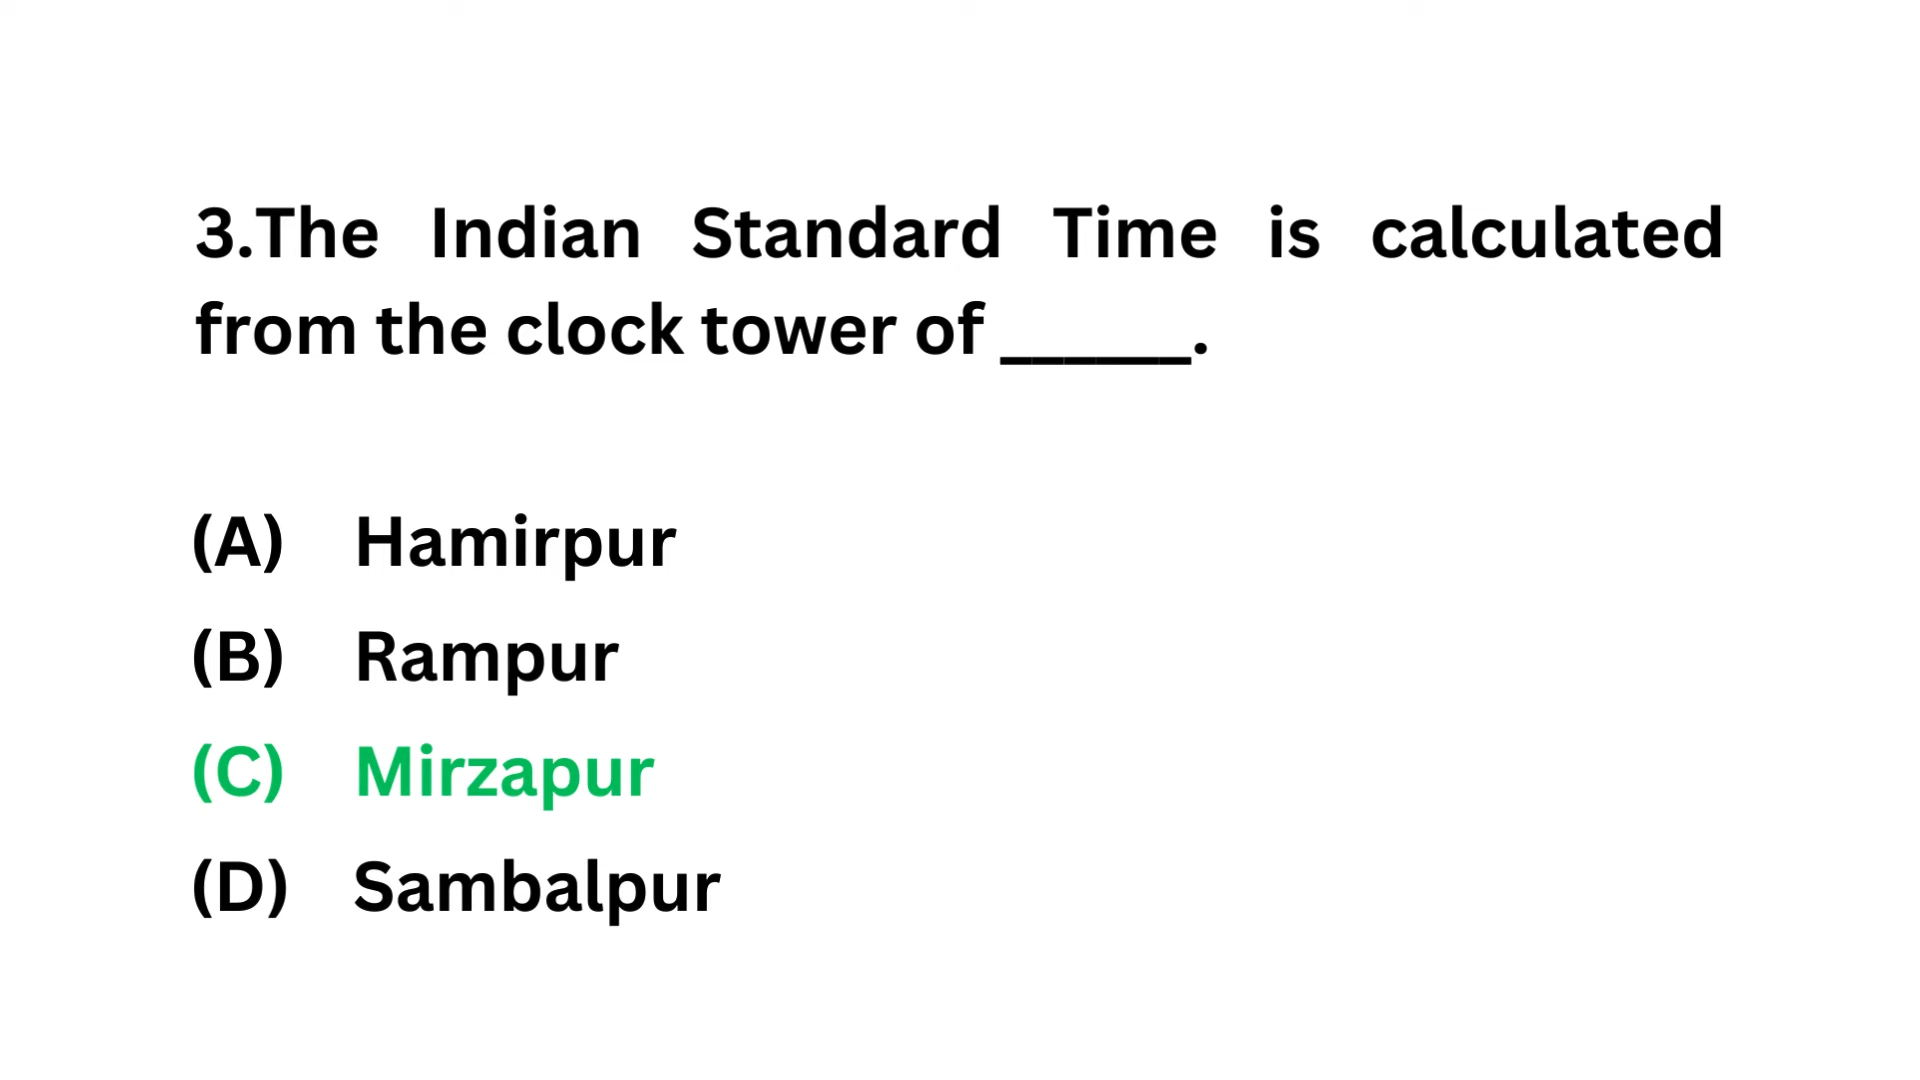 3.The Indian Standard Time is calculated
from the clock tower of ______.
(A) Hamirpur
(B) Rampur
(C) Mirzapur
(D) Sambalpur